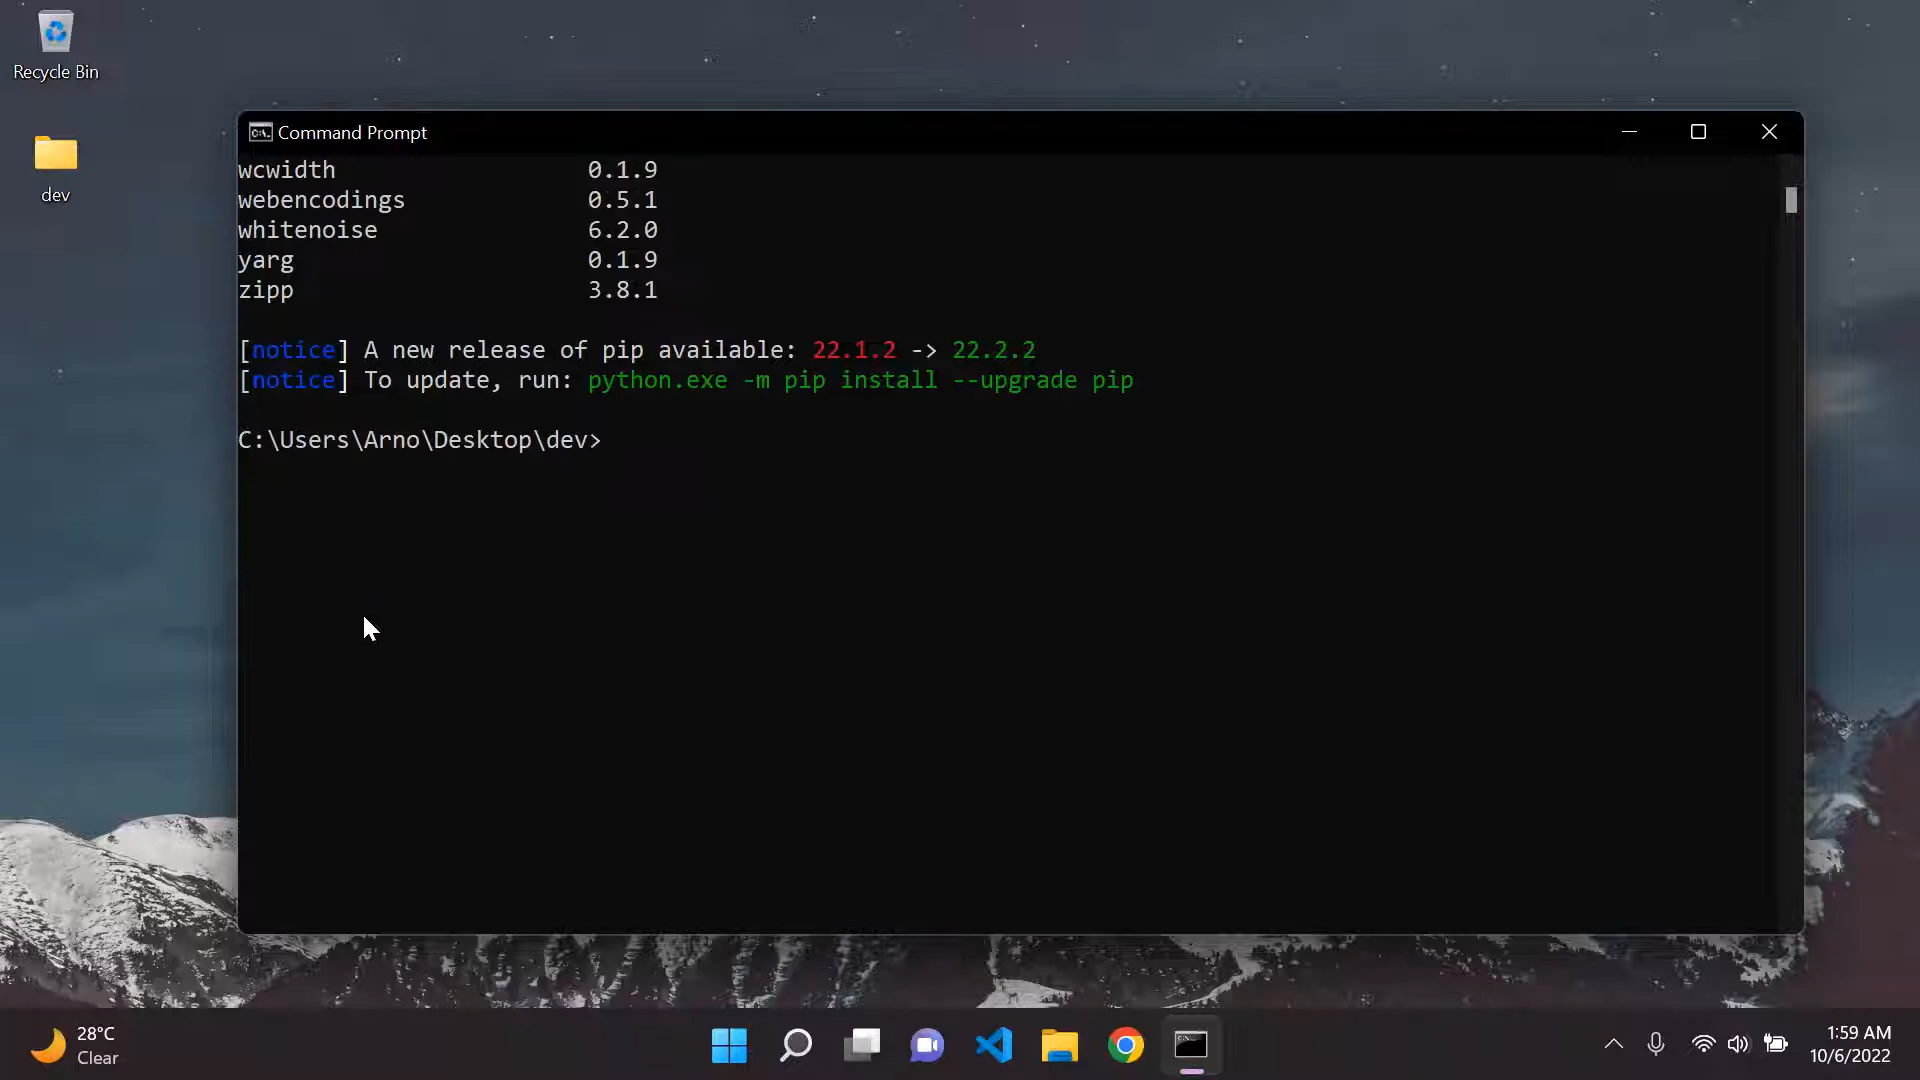 Recycle Bin
dev
Command Prompt
wcwidth 0.1.9
webencodings 0.5.1
whitenoise 6.2.0
yarg 0.1.9
zipp 3.8.1
[notice] A new release of pip available: 22.1.2 -> 22.2.2
[notice] To update, run: python.exe -m pip install --upgrade pip
C:\Users\Arno\Desktop\dev>
28°C
Clear
1:59 AM
10/6/2022